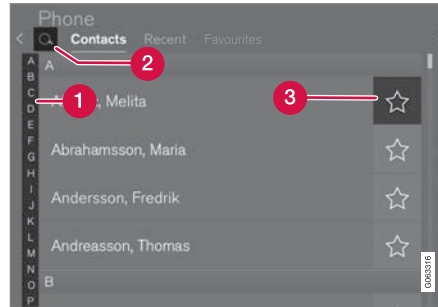 Phone
Contacts Recent Favourites
A
B
C
D
E
F
G
H
I
J
K
L
M
N
O
P
A
, Melita
Abrahamsson, Maria
Andersson, Fredrik
Andreasson, Thomas
B
1
2
3
G063316